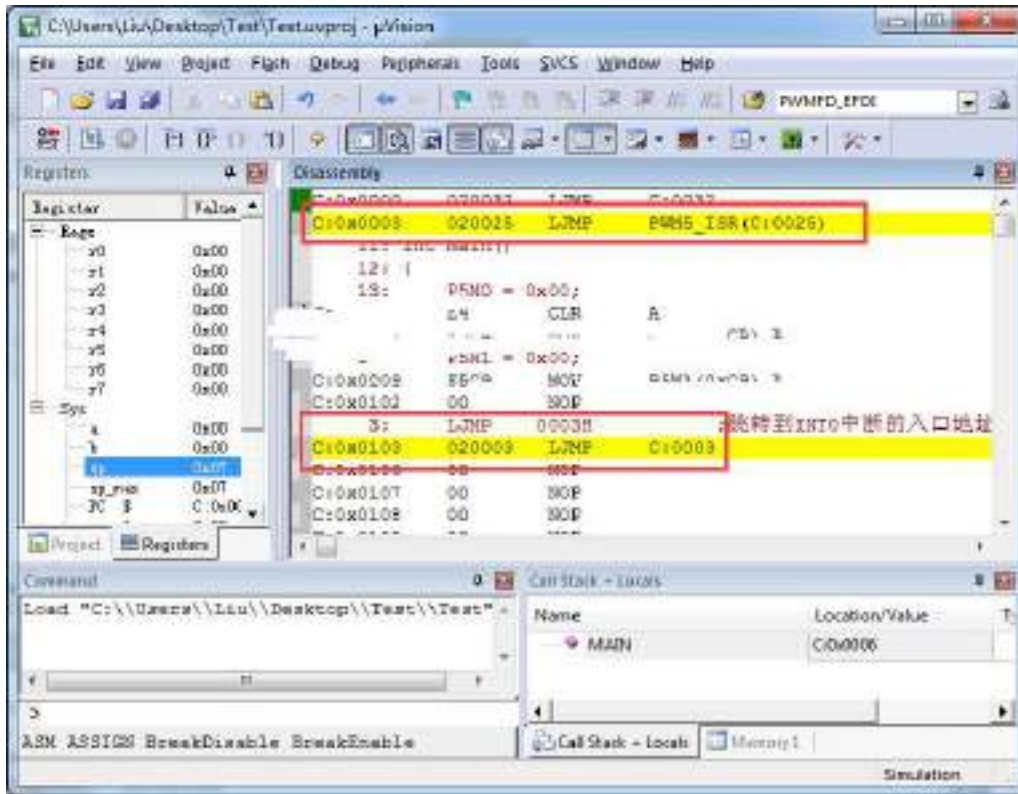 C:\Users\Liu\Desktop\Test\Test.uvproj - µVision
File Edit View Project Flash Debug Peripherals Tools SVCS Window Help
PWMFD_EPDI
Registers
Register Value
Regs
r0 0x00
r1 0x00
r2 0x00
r3 0x00
r4 0x00
r5 0x00
r6 0x00
r7 0x00
Sys
a 0x00
b 0x00
sp 0x07
sp_max 0x07
PC $
Project Registers
Disassembly
C:0x0003 020025 LJMP PWM5_ISR(C:0025)
11: int main()
12: {
13: P5M0 = 0x00;
CLR A
P5M1 = 0x00;
C:0x0102 00 NOP
3: LJMP 0003H ;跳转到INT0中断的入口地址
C:0x0103 020003 LJMP C:0003
C:0x0107 00 NOP
C:0x0108 00 NOP
Command
Load "C:\\Users\\Liu\\Desktop\\Test\\Test"
>
ASM ASSIGN BreakDisable BreakEnable
Call Stack + Locals
Name Location/Value
MAIN C:0x0006
Call Stack + Locals Memory 1
Simulation